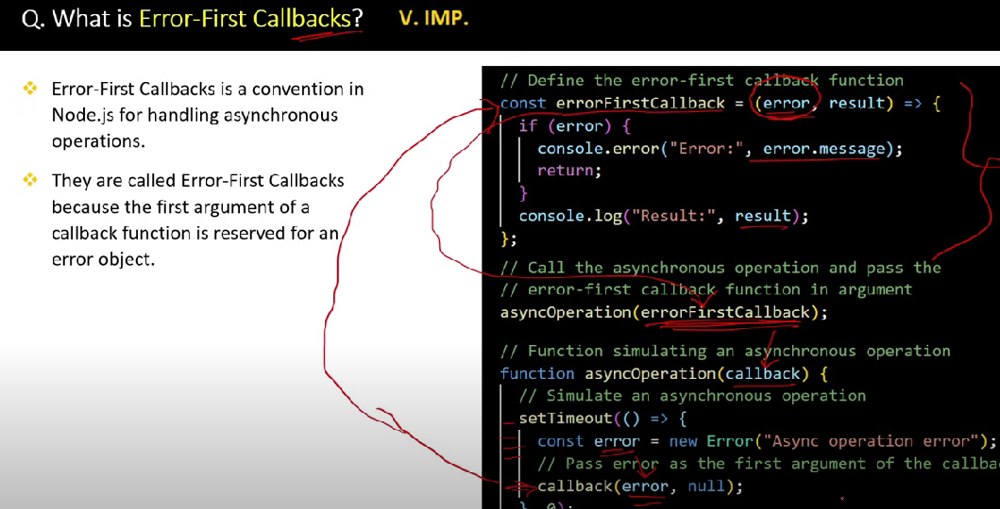 Q. What is Error-First Callbacks? V. IMP.
Error-First Callbacks is a convention in
Node.js for handling asynchronous
operations.
They are called Error-First Callbacks
because the first argument of a
callback function is reserved for an
error object.
// Define the error-first callback function
const errorFirstCallback = (error, result) => {
if (error) {
console.error("Error:", error.message);
return;
}
console.log("Result:", result);
};
// Call the asynchronous operation and pass the
// error-first callback function in argument
asyncOperation(errorFirstCallback);
// Function simulating an asynchronous operation
function asyncOperation(callback) {
// Simulate an asynchronous operation
setTimeout(() => {
const error = new Error("Async operation error");
// Pass error as the first argument of the callba
callback(error, null);
}, 0);